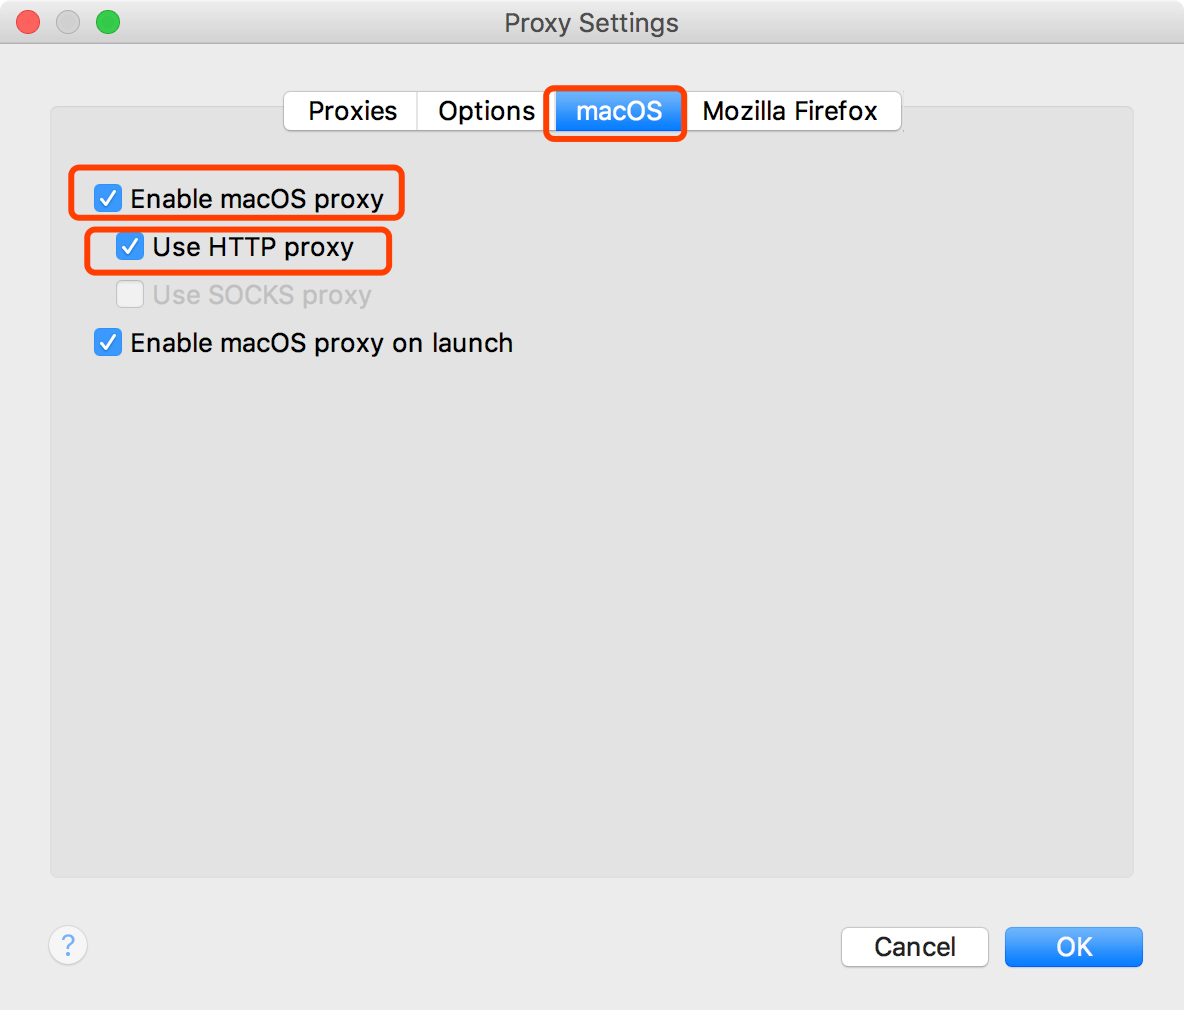 Proxy Settings
Proxies Options macOS Mozilla Firefox
Enable macOS proxy
Use HTTP proxy
Use SOCKS proxy
Enable macOS proxy on launch
? Cancel OK